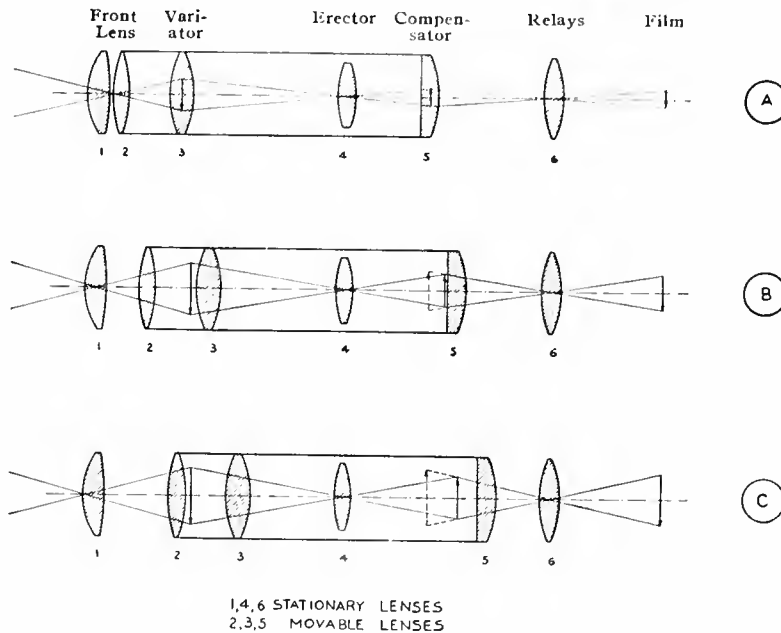 Front Lens
Vari- ator
Erector
Compen- sator
Relays
Film
A
1 2 3 4 5 6
B
1 2 3 4 5 6
C
1 2 3 4 5 6
1,4,6 STATIONARY LENSES
2,3,5 MOVABLE LENSES